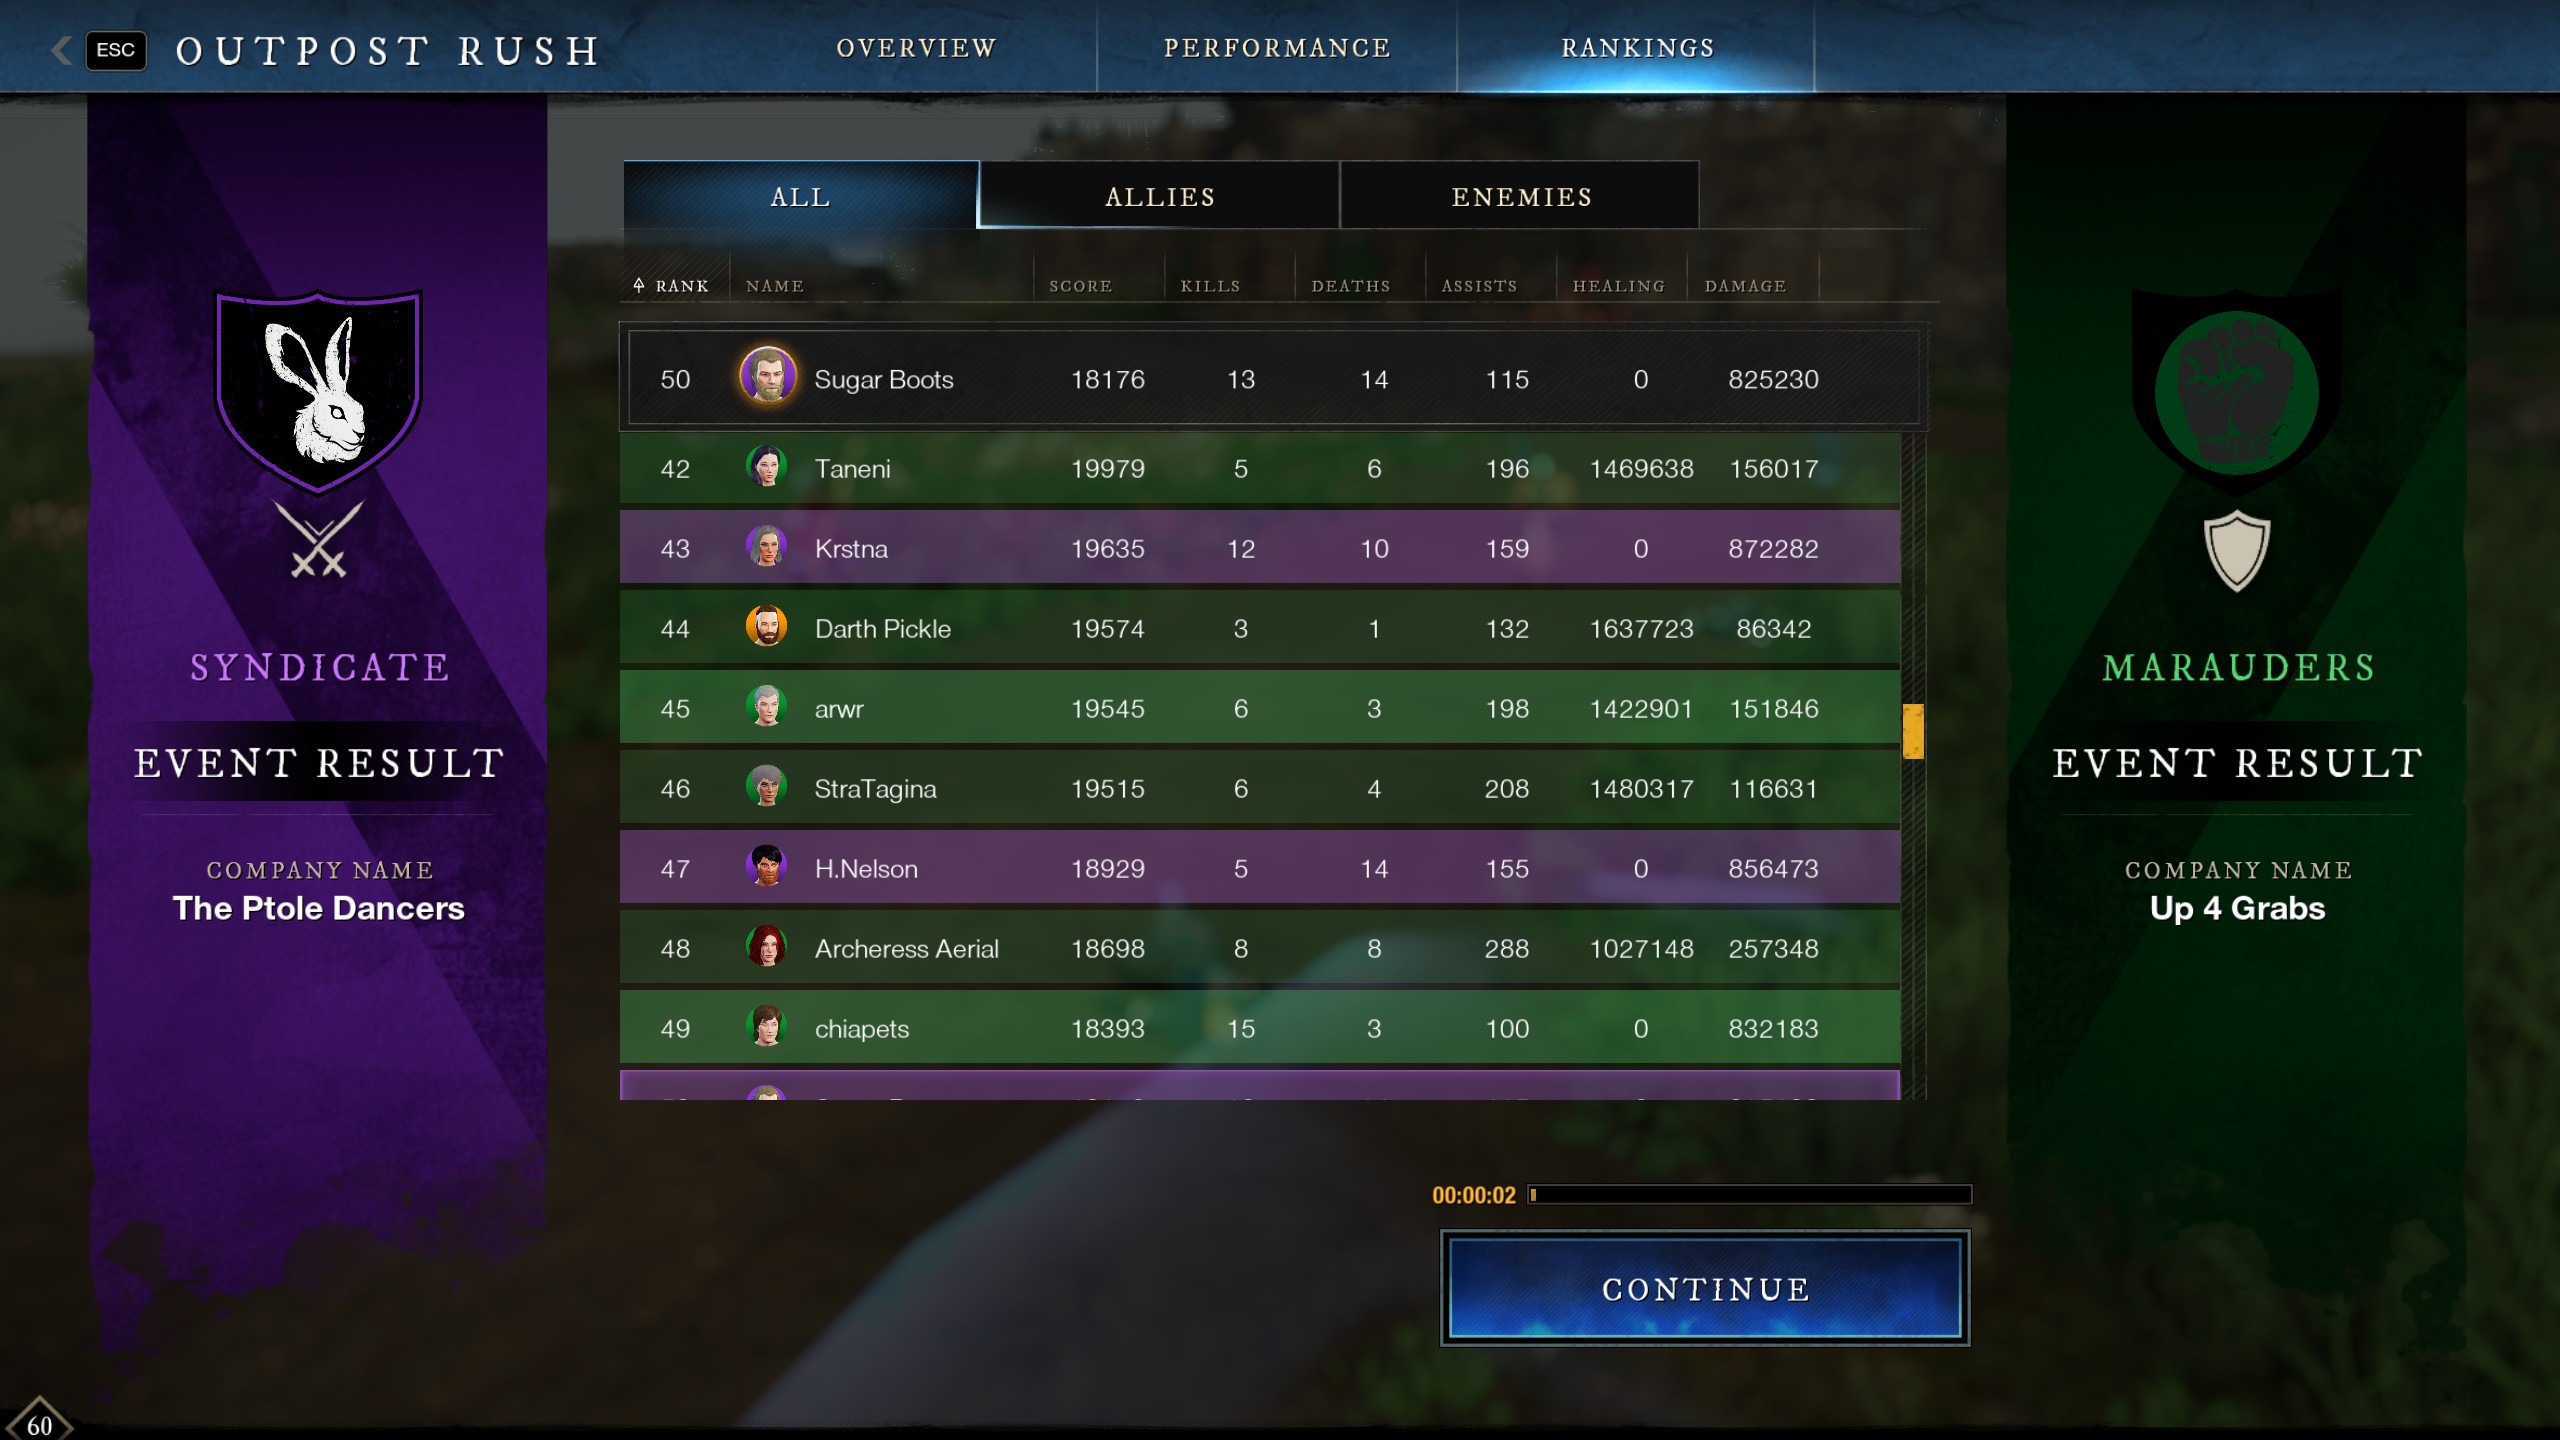 ESC OUTPOST RUSH OVERVIEW PERFORMANCE RANKINGS
ALL ALLIES ENEMIES
RANK NAME SCORE KILLS DEATHS ASSISTS HEALING DAMAGE
50 Sugar Boots 18176 13 14 115 0 825230
42 Taneni 19979 5 6 196 1469638 156017
43 Krstna 19635 12 10 159 0 872282
44 Darth Pickle 19574 3 1 132 1637723 86342
45 arwr 19545 6 3 198 1422901 151846
46 StraTagina 19515 6 4 208 1480317 116631
47 H.Nelson 18929 5 14 155 0 856473
48 Archeress Aerial 18698 8 8 288 1027148 257348
49 chiapets 18393 15 3 100 0 832183
SYNDICATE
EVENT RESULT
COMPANY NAME
The Ptole Dancers
MARAUDERS
EVENT RESULT
COMPANY NAME
Up 4 Grabs
00:00:02
CONTINUE
60